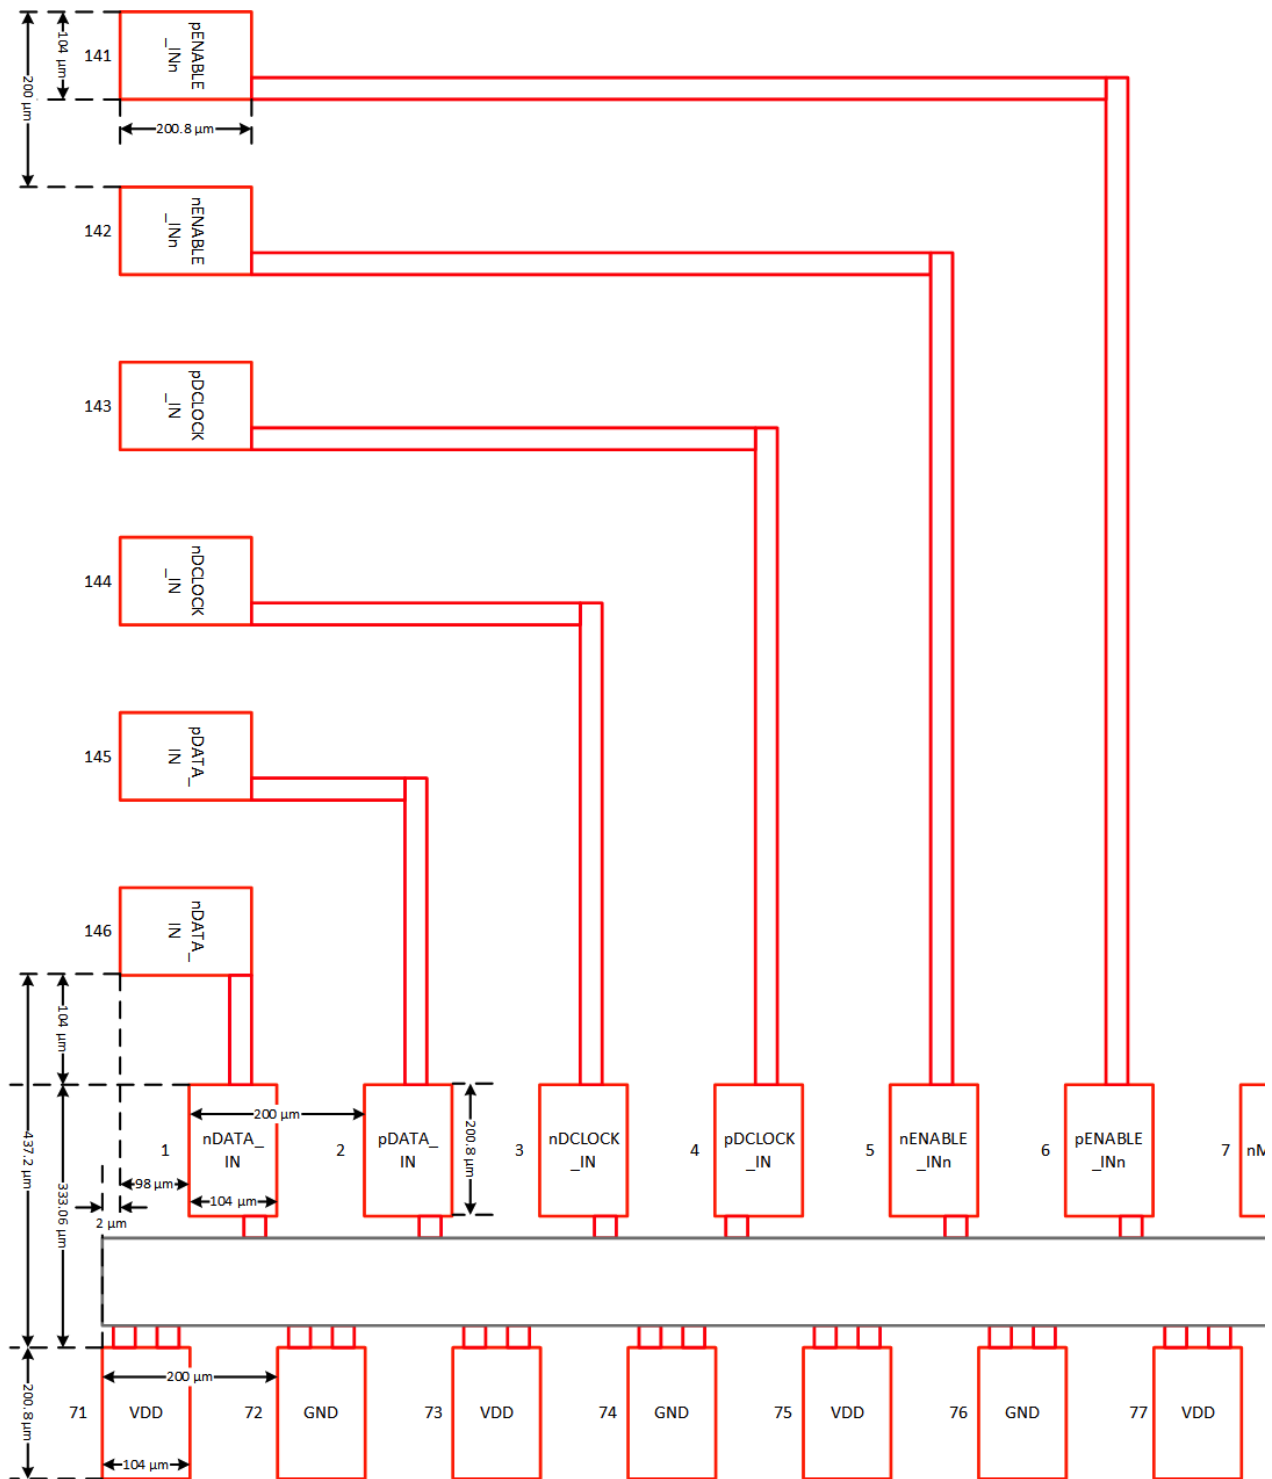 104 µm
141
pENABLE
_INn
200 µm
200.8 µm
142
nENABLE
_INn
143
pDCLOCK
_IN
144
nDCLOCK
_IN
145
pDATA_
IN
146
nDATA_
IN
104 µm
437.2 µm
333.06 µm
200 µm
200.8 µm
1
nDATA_
IN
2
pDATA_
IN
3
nDCLOCK
_IN
4
pDCLOCK
_IN
5
nENABLE
_INn
6
pENABLE
_INn
7
98 µm
104 µm
2 µm
200 µm
200.8 µm
71
VDD
72
GND
73
VDD
74
GND
75
VDD
76
GND
77
VDD
104 µm